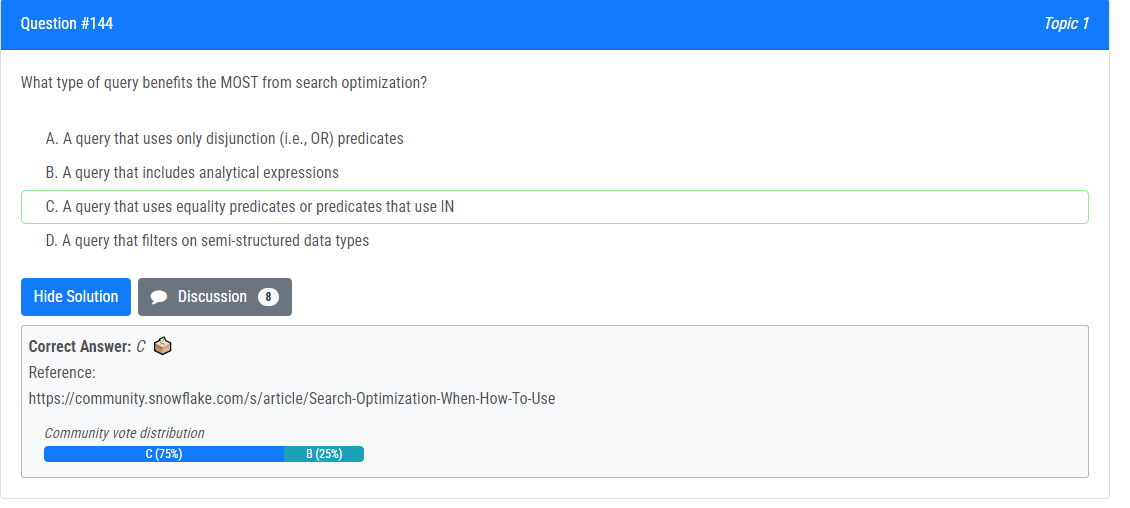 Question #144
Topic 1
What type of query benefits the MOST from search optimization?
A. A query that uses only disjunction (i.e., OR) predicates
B. A query that includes analytical expressions
C. A query that uses equality predicates or predicates that use IN
D. A query that filters on semi-structured data types
Hide Solution
Discussion 8
Correct Answer: C
Reference:
https://community.snowflake.com/s/article/Search-Optimization-When-How-To-Use
Community vote distribution
C (75%)
B (25%)